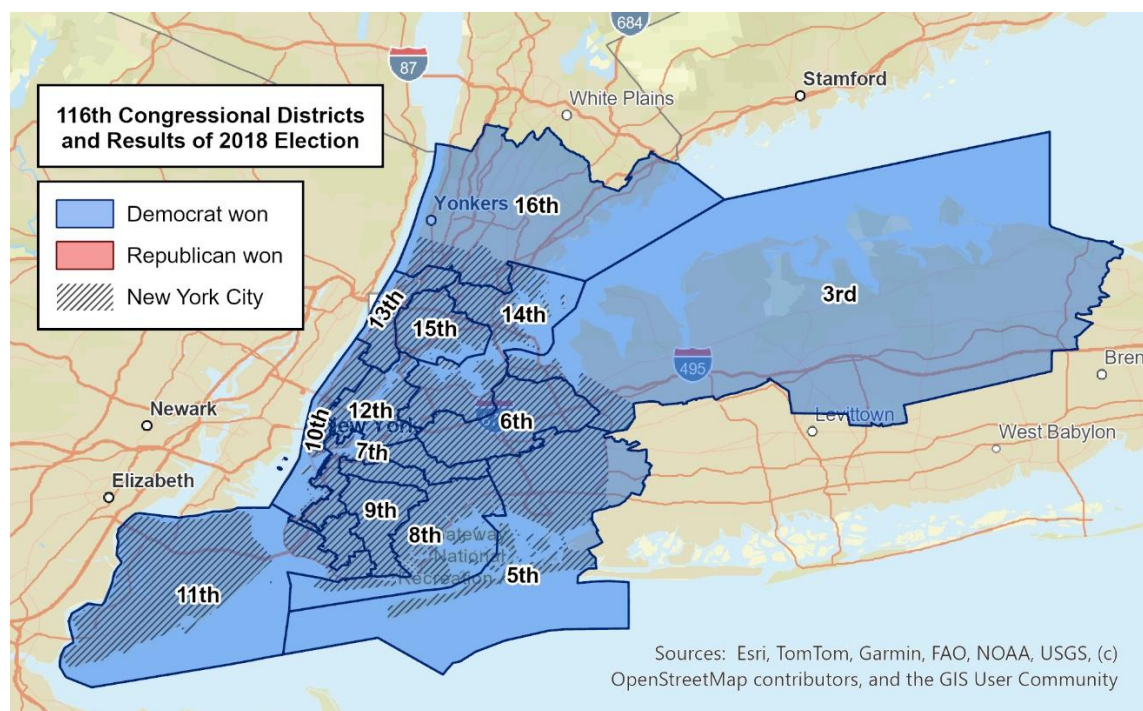 684
87
Stamford
White Plains
116th Congressional Districts
and Results of 2018 Election
Democrat won
Republican won
New York City
Yonkers
16th
13th
14th
15th
3rd
495
Bren
12th
6th
10th
New York
7th
Newark
Levittown
West Babylon
Elizabeth
9th
8th
Gateway
National
Recreation
5th
11th
Sources: Esri, TomTom, Garmin, FAO, NOAA, USGS, (c)
OpenStreetMap contributors, and the GIS User Community